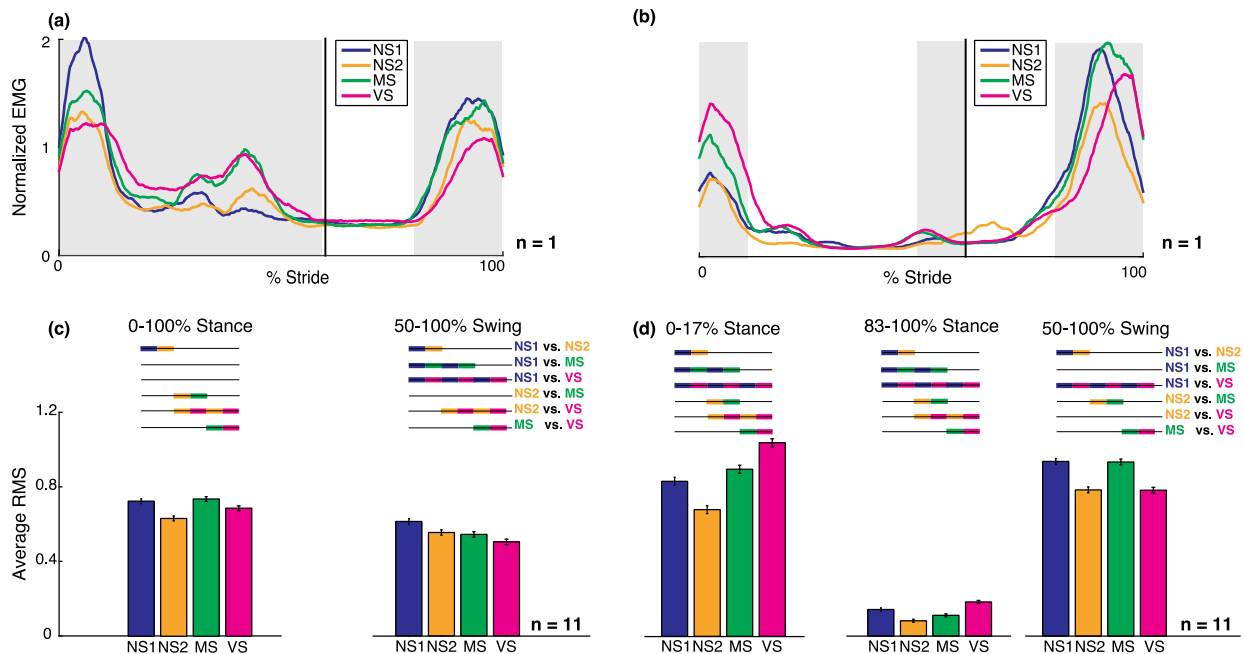 (a)
Normalized EMG
2
1
0
NS1
NS2
MS
VS
n = 1
0
% Stride
100
(b)
NS1
NS2
MS
VS
n = 1
0
% Stride
100
(c)
0-100% Stance
50-100% Swing
NS1 vs. NS2
NS1 vs. MS
NS1 vs. VS
NS2 vs. MS
NS2 vs. VS
MS vs. VS
Average RMS
1.2
0.8
0.4
0
n = 11
NS1 NS2 MS VS
NS1 NS2 MS VS
(d)
0-17% Stance
83-100% Stance
50-100% Swing
NS1 vs. NS2
NS1 vs. MS
NS1 vs. VS
NS2 vs. MS
NS2 vs. VS
MS vs. VS
n = 11
NS1 NS2 MS VS
NS1 NS2 MS VS
NS1 NS2 MS VS